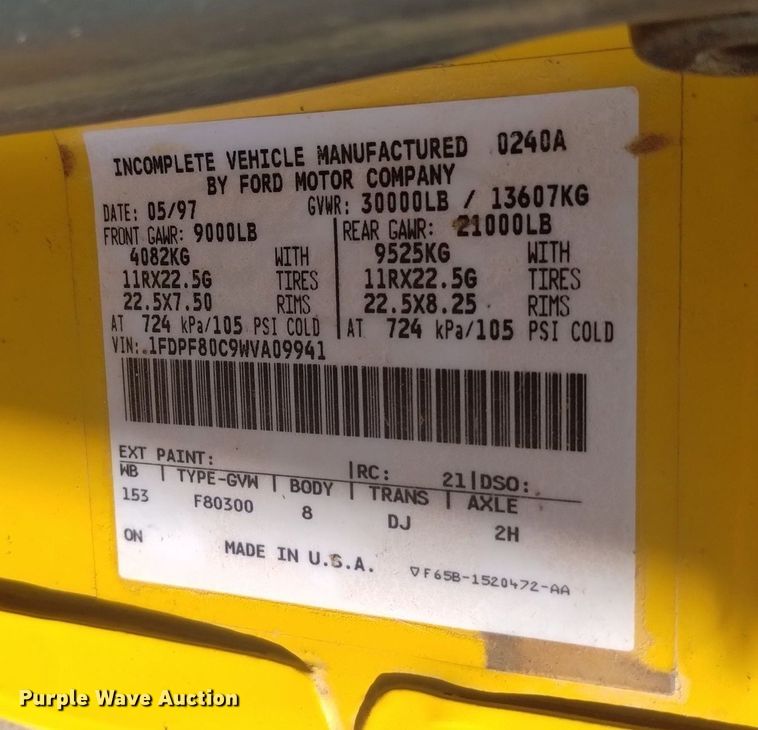 INCOMPLETE VEHICLE MANUFACTURED 0240A
BY FORD MOTOR COMPANY
DATE: 05/97 GVWR: 30000LB / 13607KG
FRONT GAWR: 9000LB REAR GAWR: 21000LB
4082KG WITH 9525KG WITH
11RX22.5G TIRES 11RX22.5G TIRES
22.5X7.50 RIMS 22.5X8.25 RIMS
AT 724 kPa/105 PSI COLD AT 724 kPa/105 PSI COLD
VIN: 1FDPF80C9WVA09941
EXT PAINT: RC: 21 DSO:
WB TYPE-GVW BODY TRANS AXLE
153 F80300 8 DJ 2H
ON MADE IN U.S.A. ▽F65B-1520472-AA
Purple Wave Auction